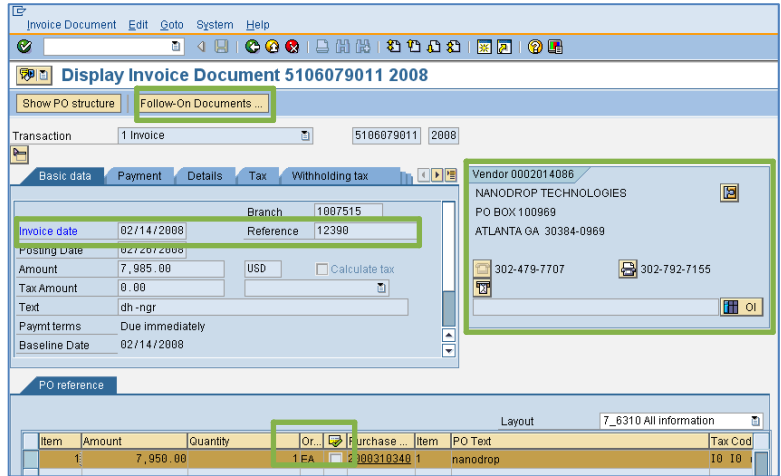 Invoice Document Edit Goto System Help
Display Invoice Document 5106079011 2008
Show PO structure Follow-On Documents ...
Transaction 1 Invoice 5106079011 2008
Basic data Payment Details Tax Withholding tax
Branch 1007515
Invoice date 02/14/2008 Reference 12390
Posting Date 02/26/2008
Amount 7,985.00 USD Calculate tax
Tax Amount 0.00
Text dh-ngr
Paymt terms Due immediately
Baseline Date 02/14/2008
Vendor 0002014086
NANODROP TECHNOLOGIES
PO BOX 100969
ATLANTA GA 30384-0969
302-479-7707 302-792-7155
OI
PO reference
Layout 7_6310 All information
Item Amount Quantity Or... Purchase ... Item PO Text Tax Cod
1 7,950.00 1 EA 2000310340 1 nanodrop I0 I0